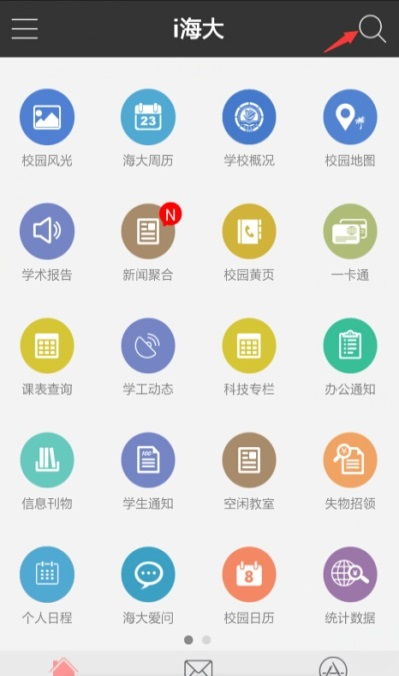 i海大
23
校园风光
海大周历
学校概况
校园地图
N
学术报告
新闻聚合
校园黄页
一卡通
课表查询
学工动态
科技专栏
办公通知
信息刊物
学生通知
空闲教室
失物招领
8
个人日程
海大爱问
校园日历
统计数据